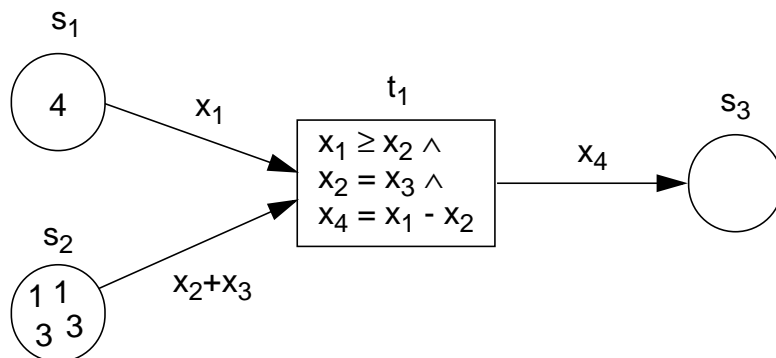 s₁
4
x₁
t₁
x₁ ≥ x₂ ∧
x₂ = x₃ ∧
x₄ = x₁ - x₂
x₄
s₃
s₂
1 1
3 3
x₂+x₃